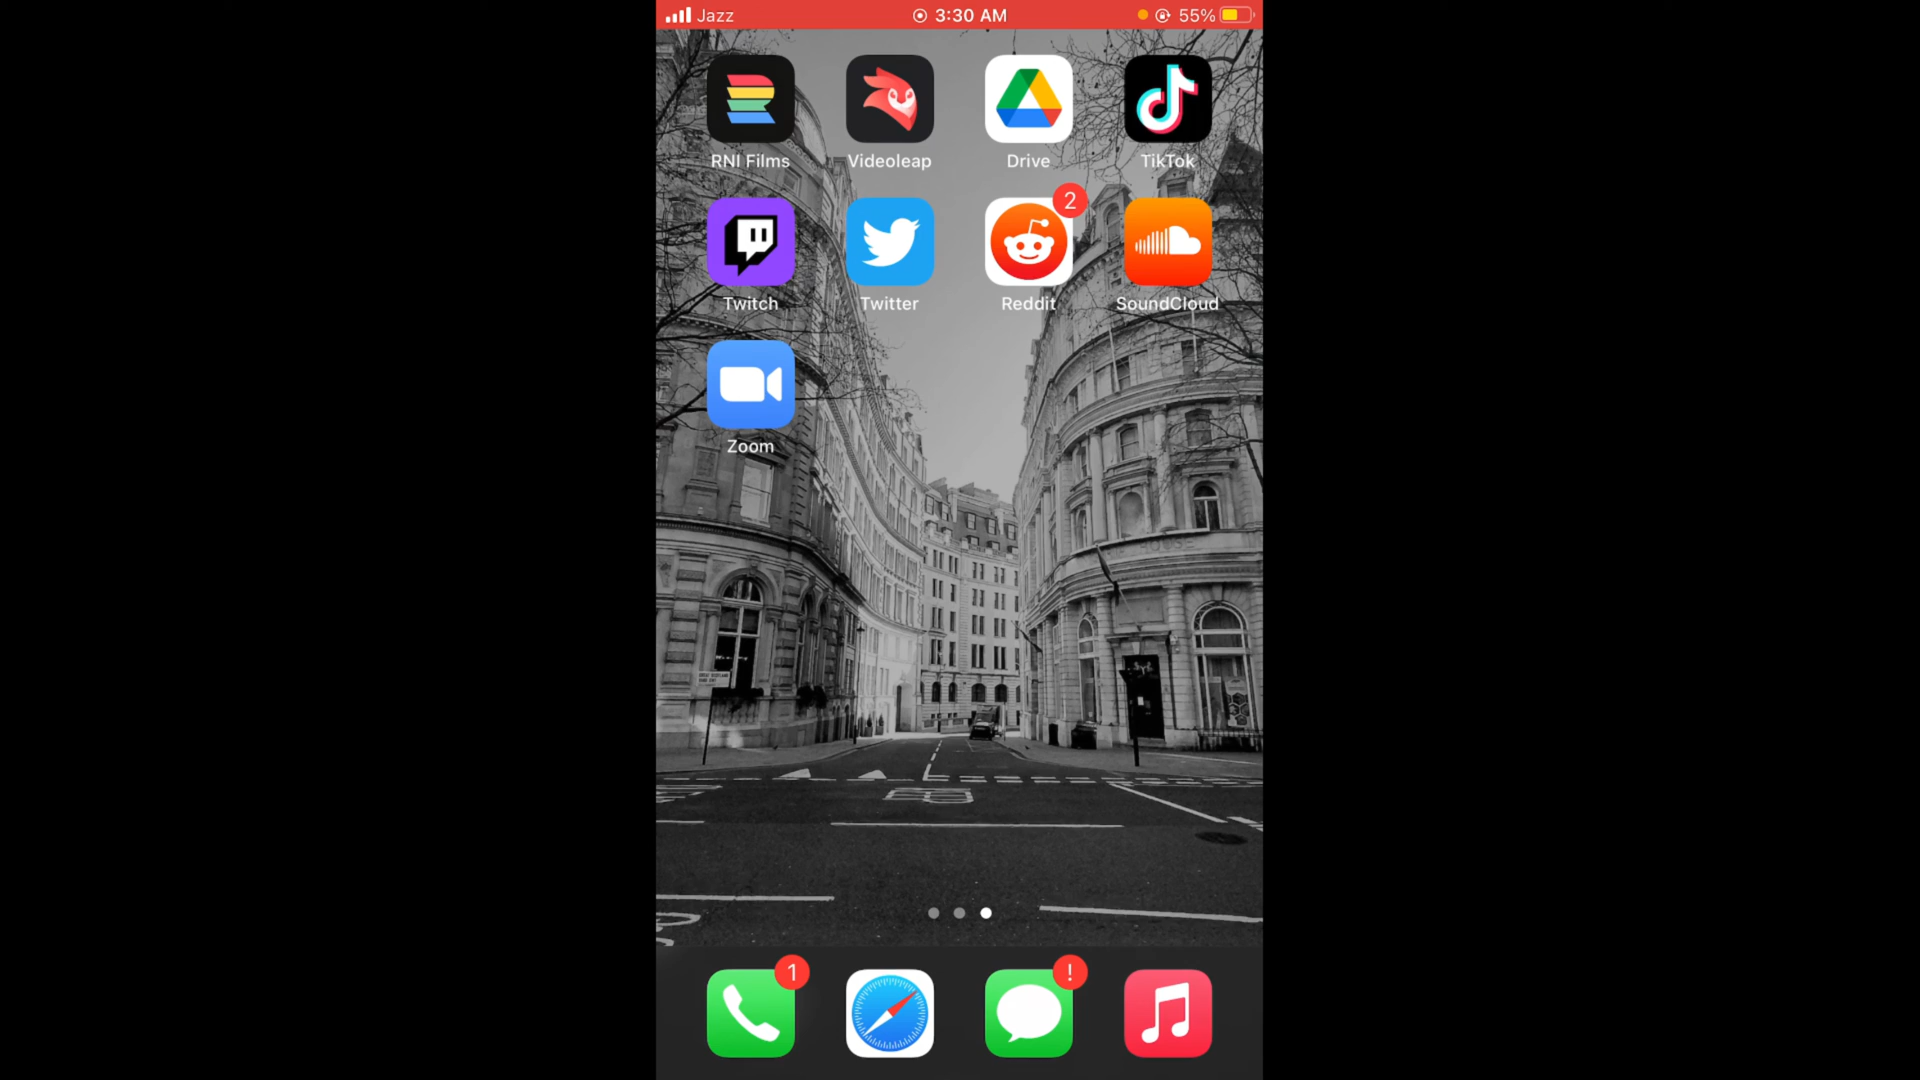 Jazz 3:30 AM 55%
RNI Films Videoleap Drive TikTok
2
Twitch Twitter Reddit SoundCloud
Zoom
1 !